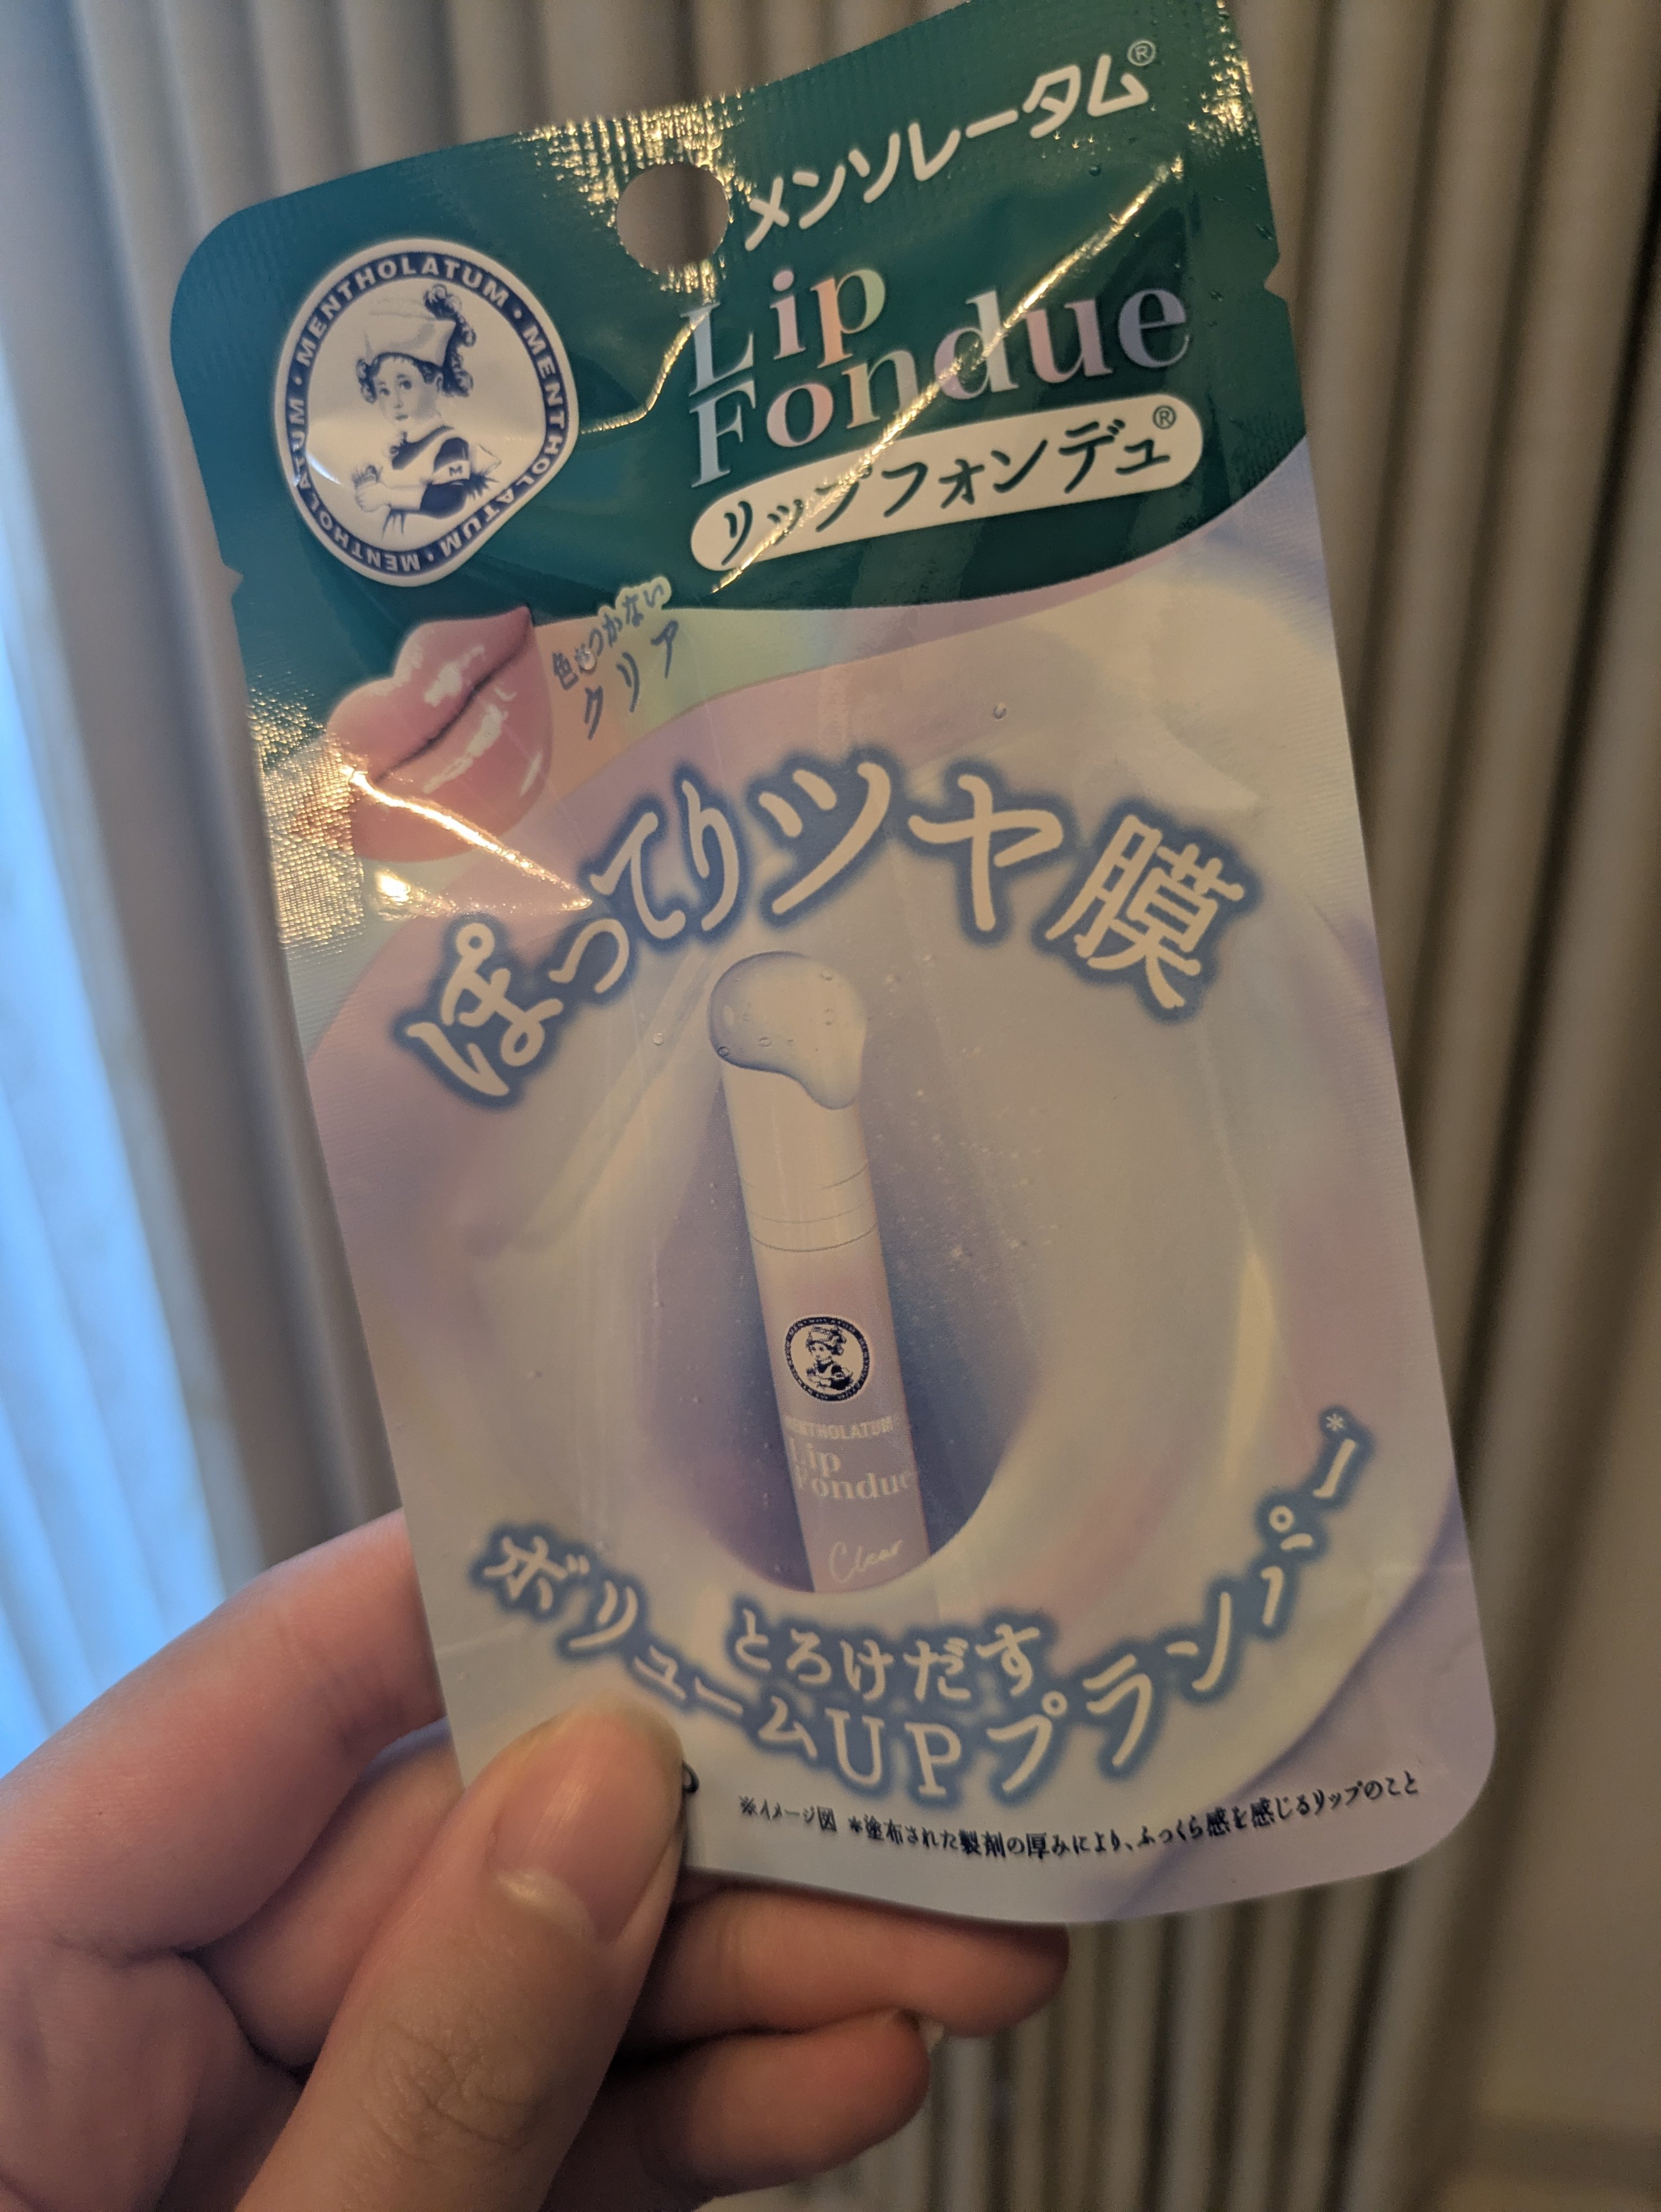 メンソレータム®
MENTHOLATUM・MENTHOLATUM・MENTHOLATUM・MENTHOLATUM・
Lip
Fondue
リップフォンデュ®
色がつかない
クリア
ぽってりツヤ膜
MENTHOLATUM
Lip
Fondue
Clear
とろけだす
ボリュームUPプランパー*
※イメージ図 *塗布された製剤の厚みにより、ふっくら感を感じるリップのこと